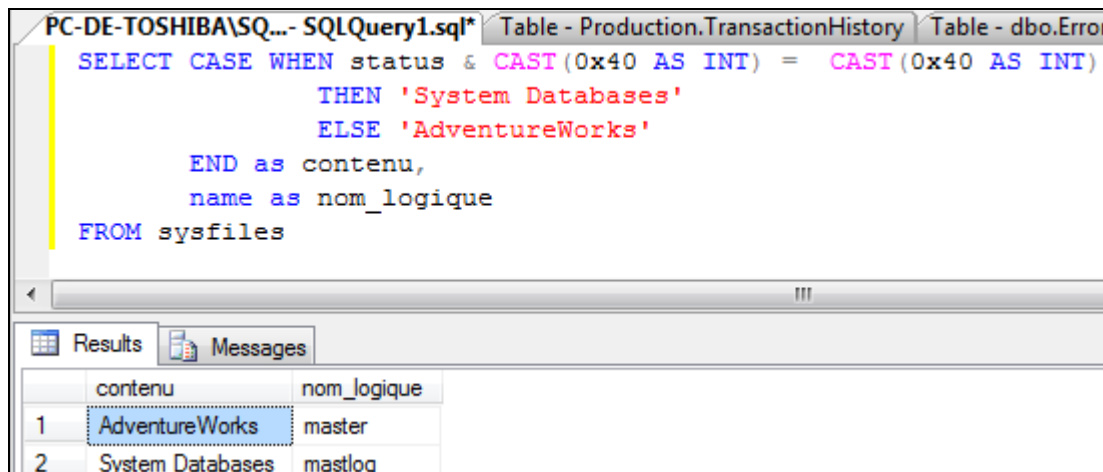 PC-DE-TOSHIBA\SQ...- SQLQuery1.sql* Table - Production.TransactionHistory Table - dbo.Error
SELECT CASE WHEN status & CAST(0x40 AS INT) = CAST(0x40 AS INT)
THEN 'System Databases'
ELSE 'AdventureWorks'
END as contenu,
name as nom_logique
FROM sysfiles
Results Messages
contenu nom_logique
1 AdventureWorks master
2 System Databases mastlog